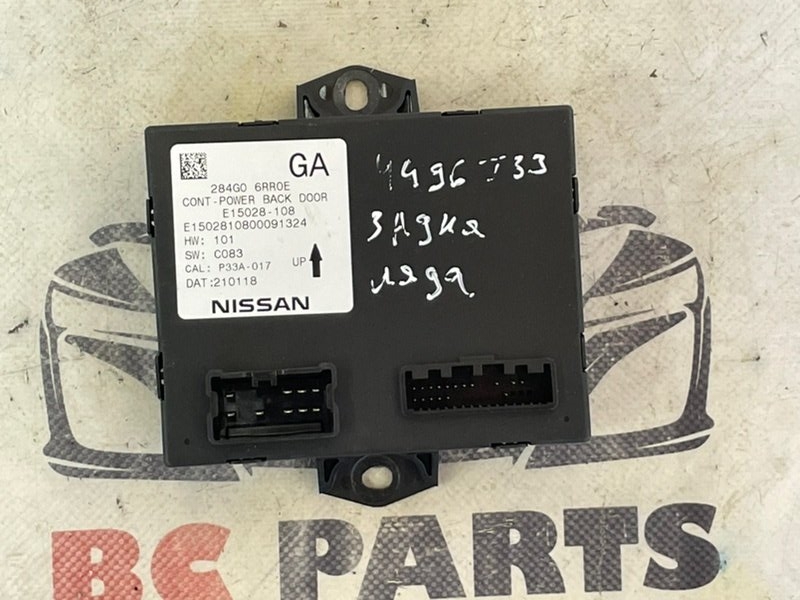 GA
284G0 6RR0E
CONT-POWER BACK DOOR
E15028-108
E1502810800091324
HW: 101
SW: C083
CAL: P33A-017 UP
DAT:210118
NISSAN
4496 T33
задня
ляда
BC PARTS